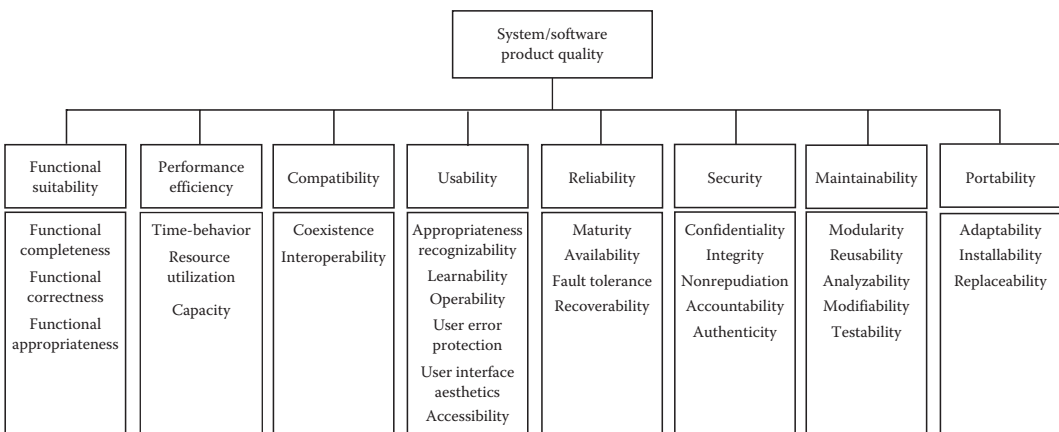 System/software
product quality
Functional
suitability
Performance
efficiency
Compatibility
Usability
Reliability
Security
Maintainability
Portability
Functional
completeness
Functional
correctness
Functional
appropriateness
Time-behavior
Resource
utilization
Capacity
Coexistence
Interoperability
Appropriateness
recognizability
Learnability
Operability
User error
protection
User interface
aesthetics
Accessibility
Maturity
Availability
Fault tolerance
Recoverability
Confidentiality
Integrity
Nonrepudiation
Accountability
Authenticity
Modularity
Reusability
Analyzability
Modifiability
Testability
Adaptability
Installability
Replaceability